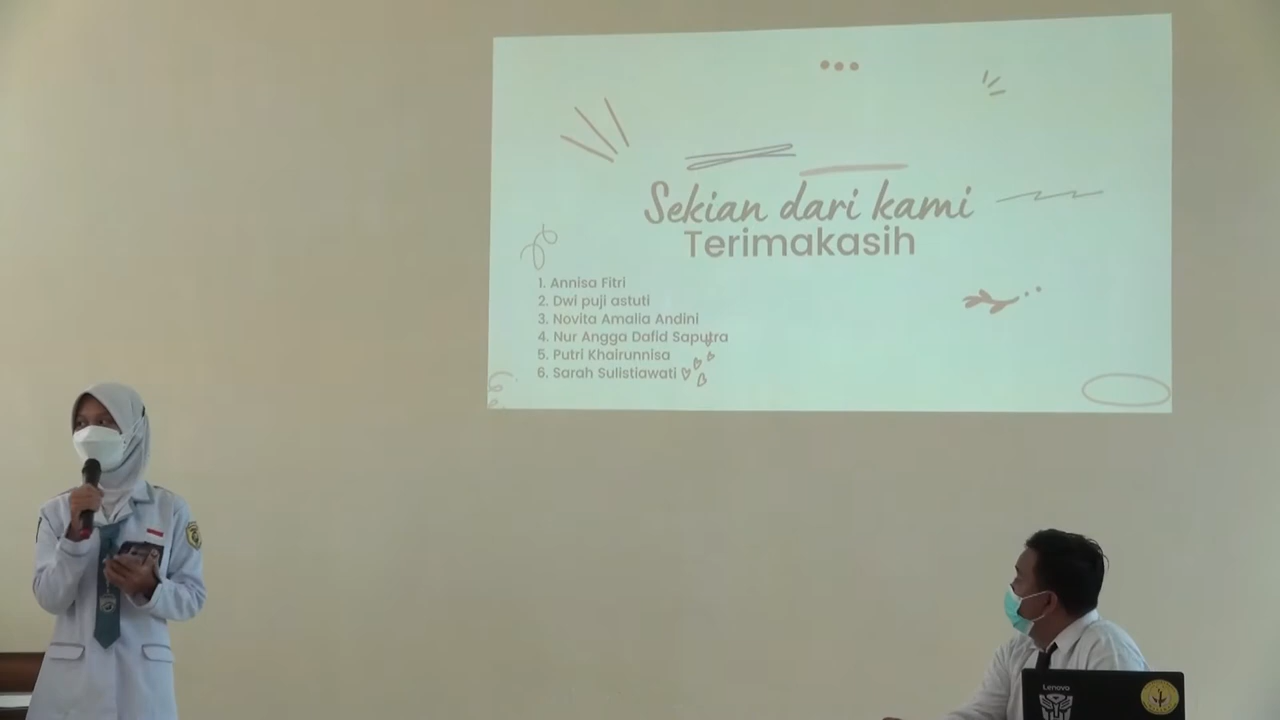 Sekian dari kami
Terimakasih
1. Annisa Fitri
2. Dwi puji astuti
3. Novita Amalia Andini
4. Nur Angga Dafid Saputra
5. Putri Khairunnisa
6. Sarah Sulistiawati
Lenovo